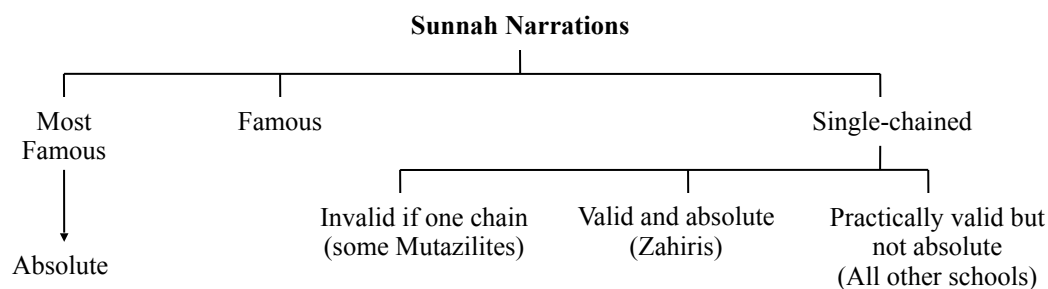 Sunnah Narrations
Most
Famous
Famous
Single-chained
Absolute
Invalid if one chain
(some Mutazilites)
Valid and absolute
(Zahiris)
Practically valid but
not absolute
(All other schools)